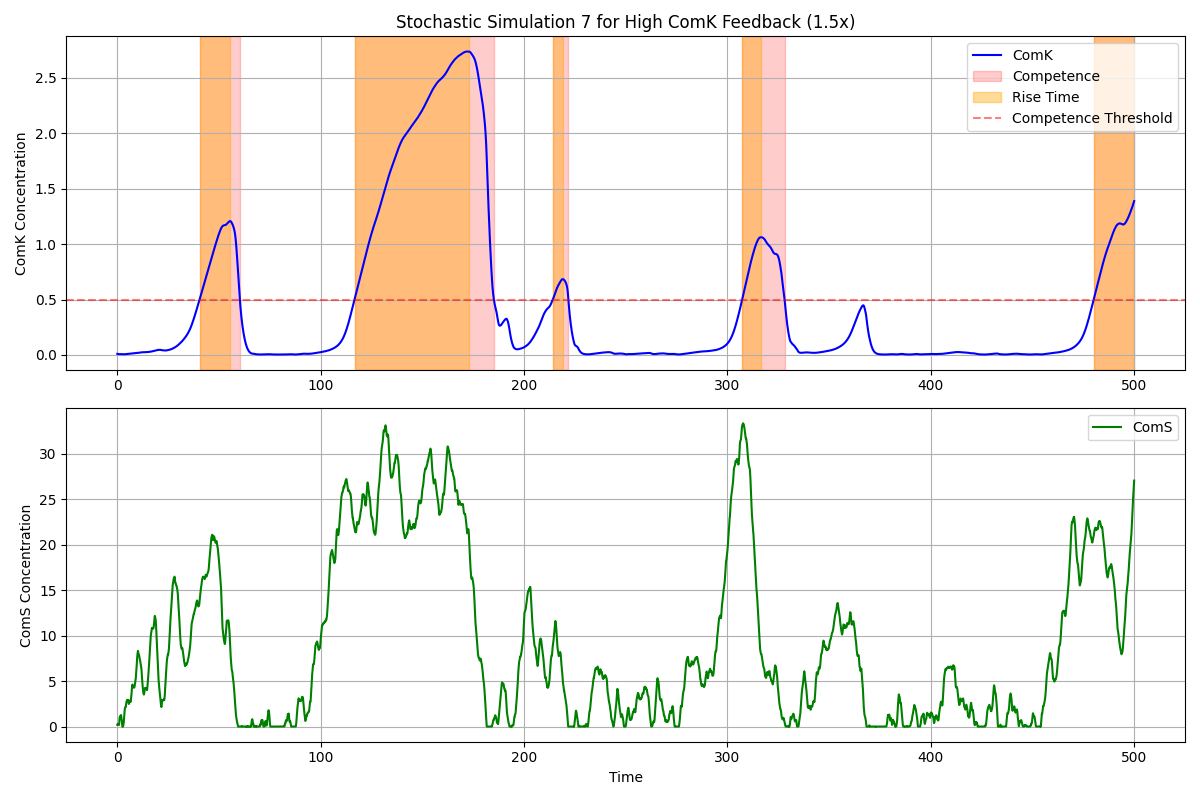 Stochastic Simulation 7 for High ComK Feedback (1.5x)
ComK Concentration
2.5
2.0
1.5
1.0
0.5
0.0
ComK
Competence
Rise Time
Competence Threshold
0 100 200 300 400 500
ComS Concentration
30
25
20
15
10
5
0
ComS
0 100 200 300 400 500
Time